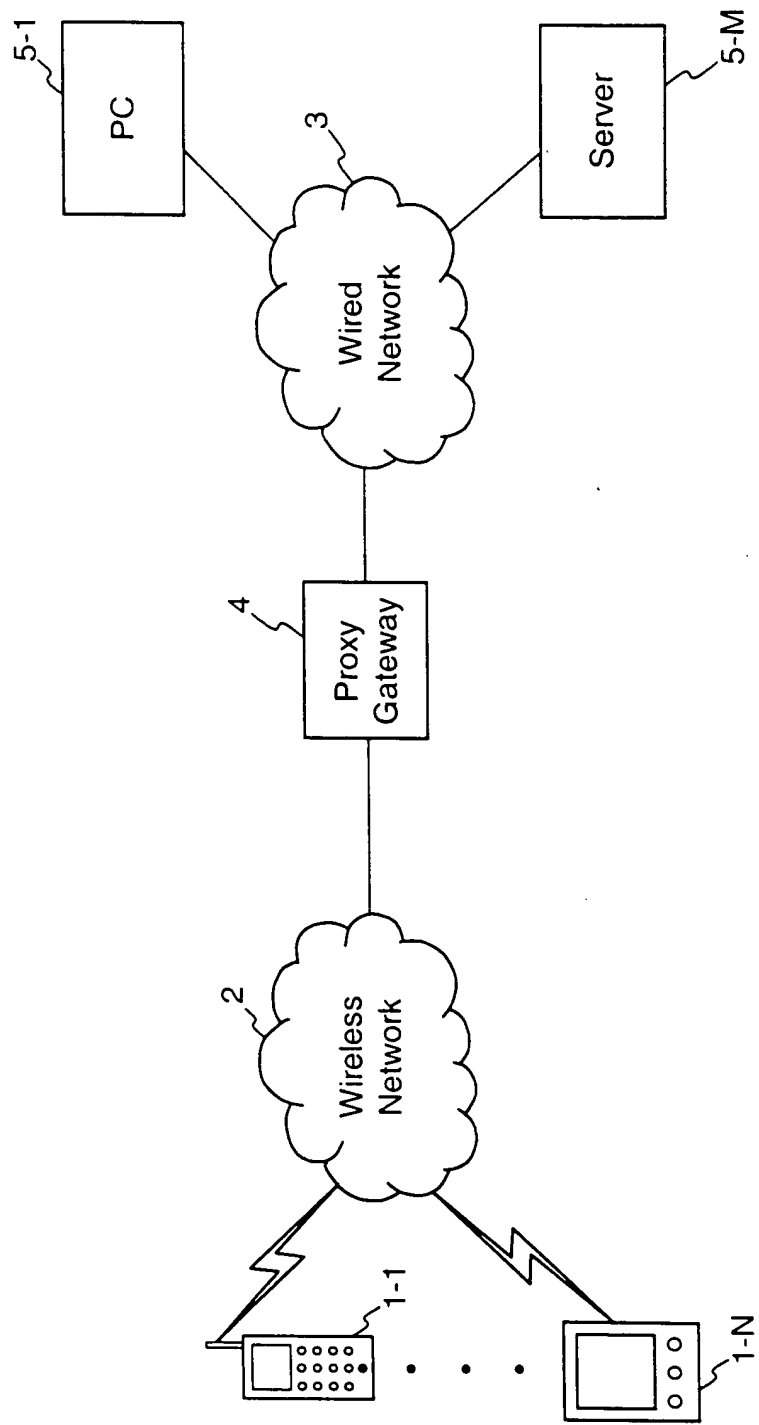 5-1
PC
3
Wired
Network
5-M
Server
4
Proxy
Gateway
2
Wireless
Network
1-1
1-N